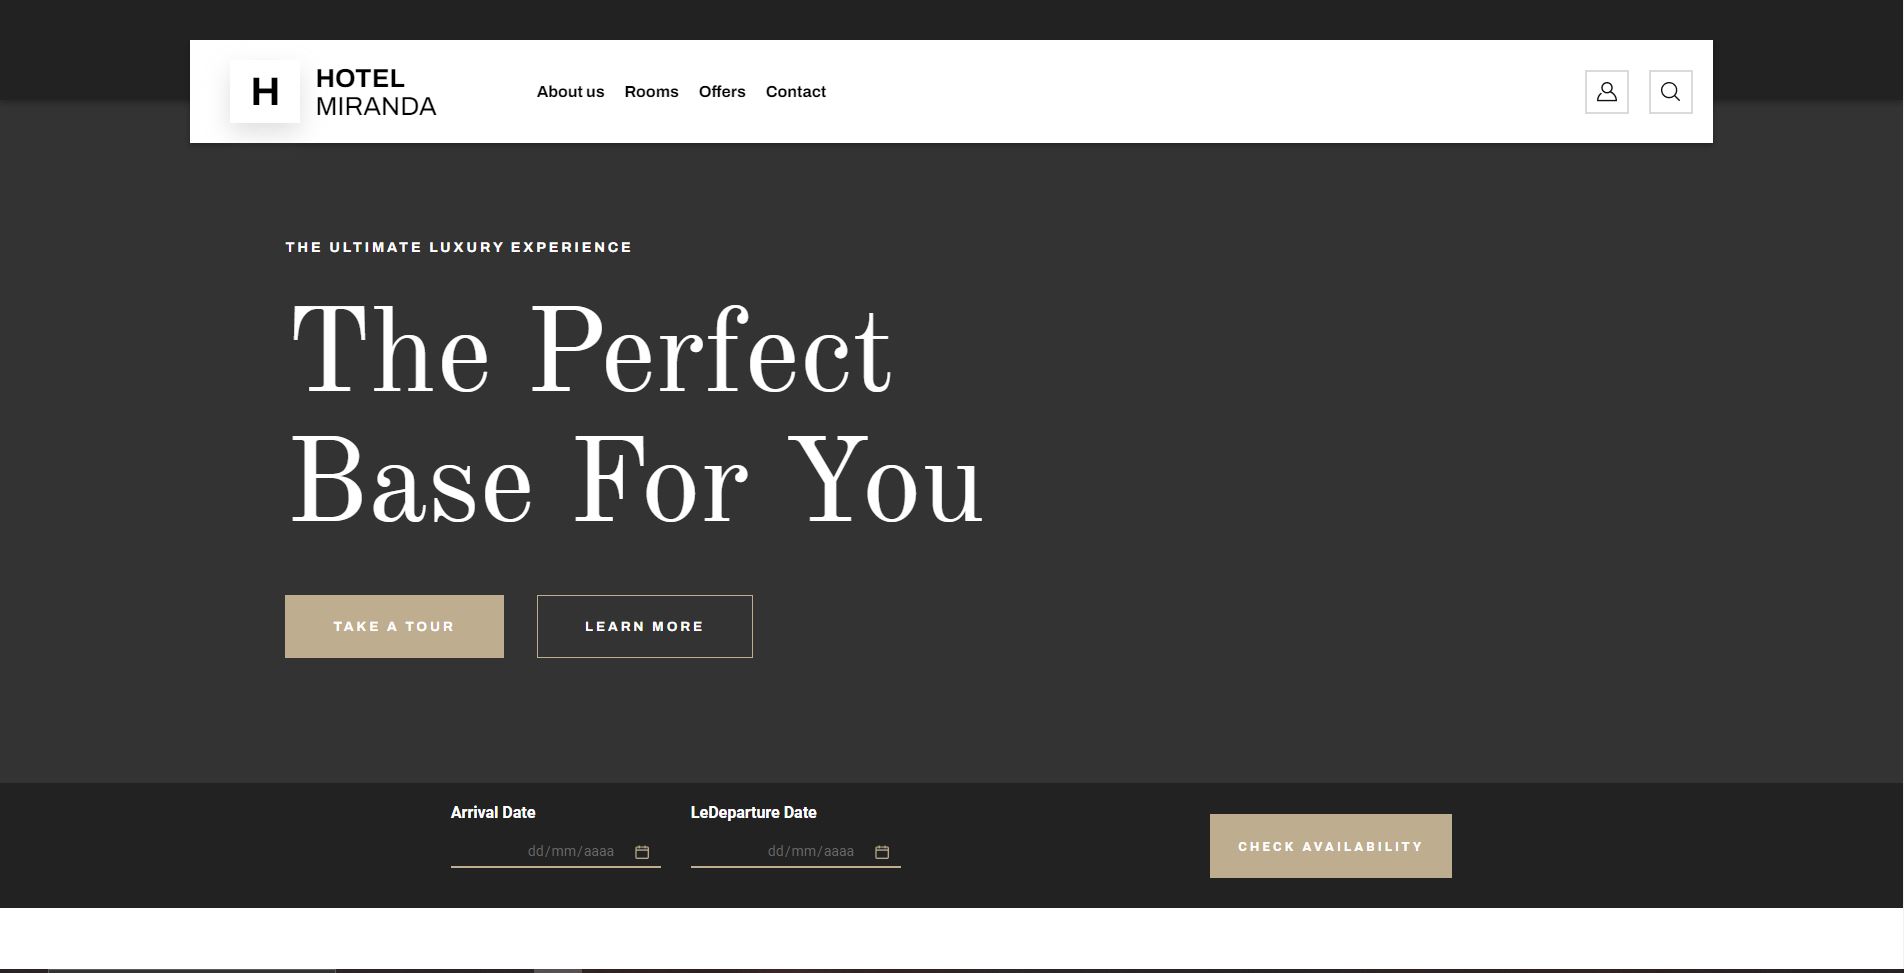 H
HOTEL
MIRANDA
About us Rooms Offers Contact
THE ULTIMATE LUXURY EXPERIENCE
The Perfect
Base For You
TAKE A TOUR LEARN MORE
Arrival Date LeDeparture Date
dd/mm/aaaa dd/mm/aaaa
CHECK AVAILABILITY